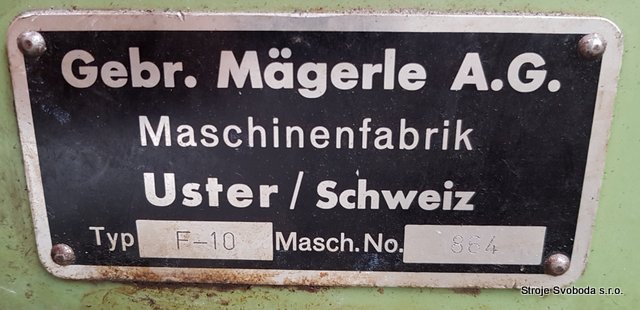 Gebr. Mägerle A.G.
Maschinenfabrik
Uster / Schweiz
Typ F-10 Masch.No. 864
Stroje Svoboda s.r.o.